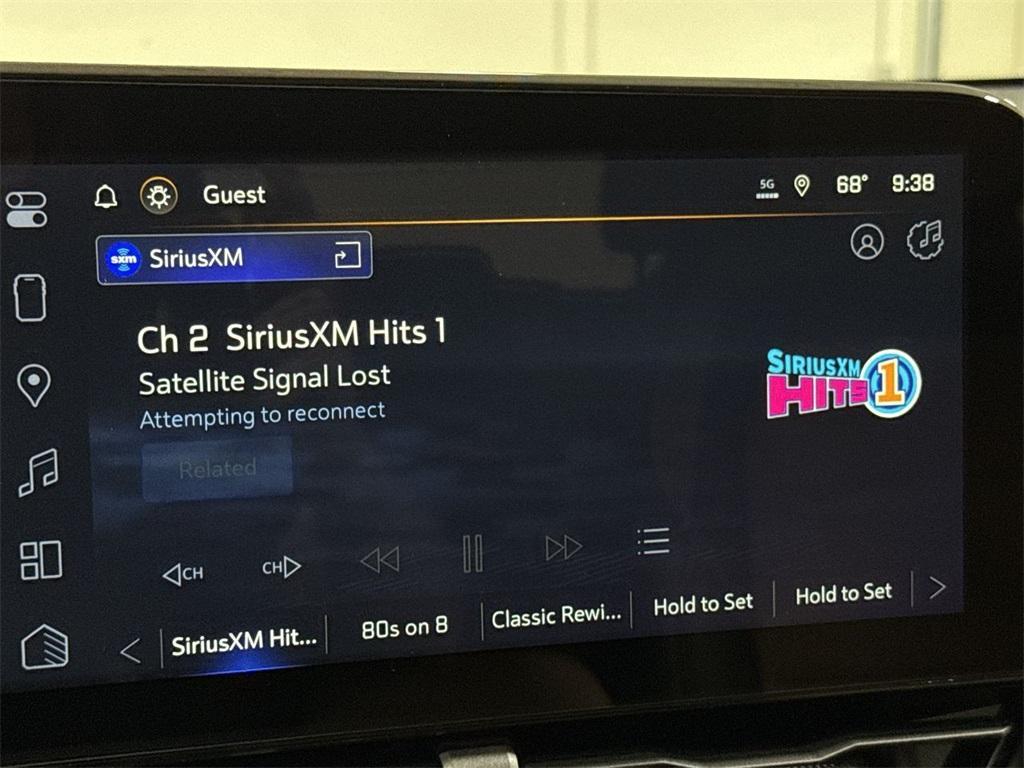 Guest
5G
68° 9:38
sxm SiriusXM
Ch 2 SiriusXM Hits 1
Satellite Signal Lost
Attempting to reconnect
SIRIUSXM
HITS 1
Related
CH CH
SiriusXM Hit... 80s on 8 Classic Rewi... Hold to Set Hold to Set